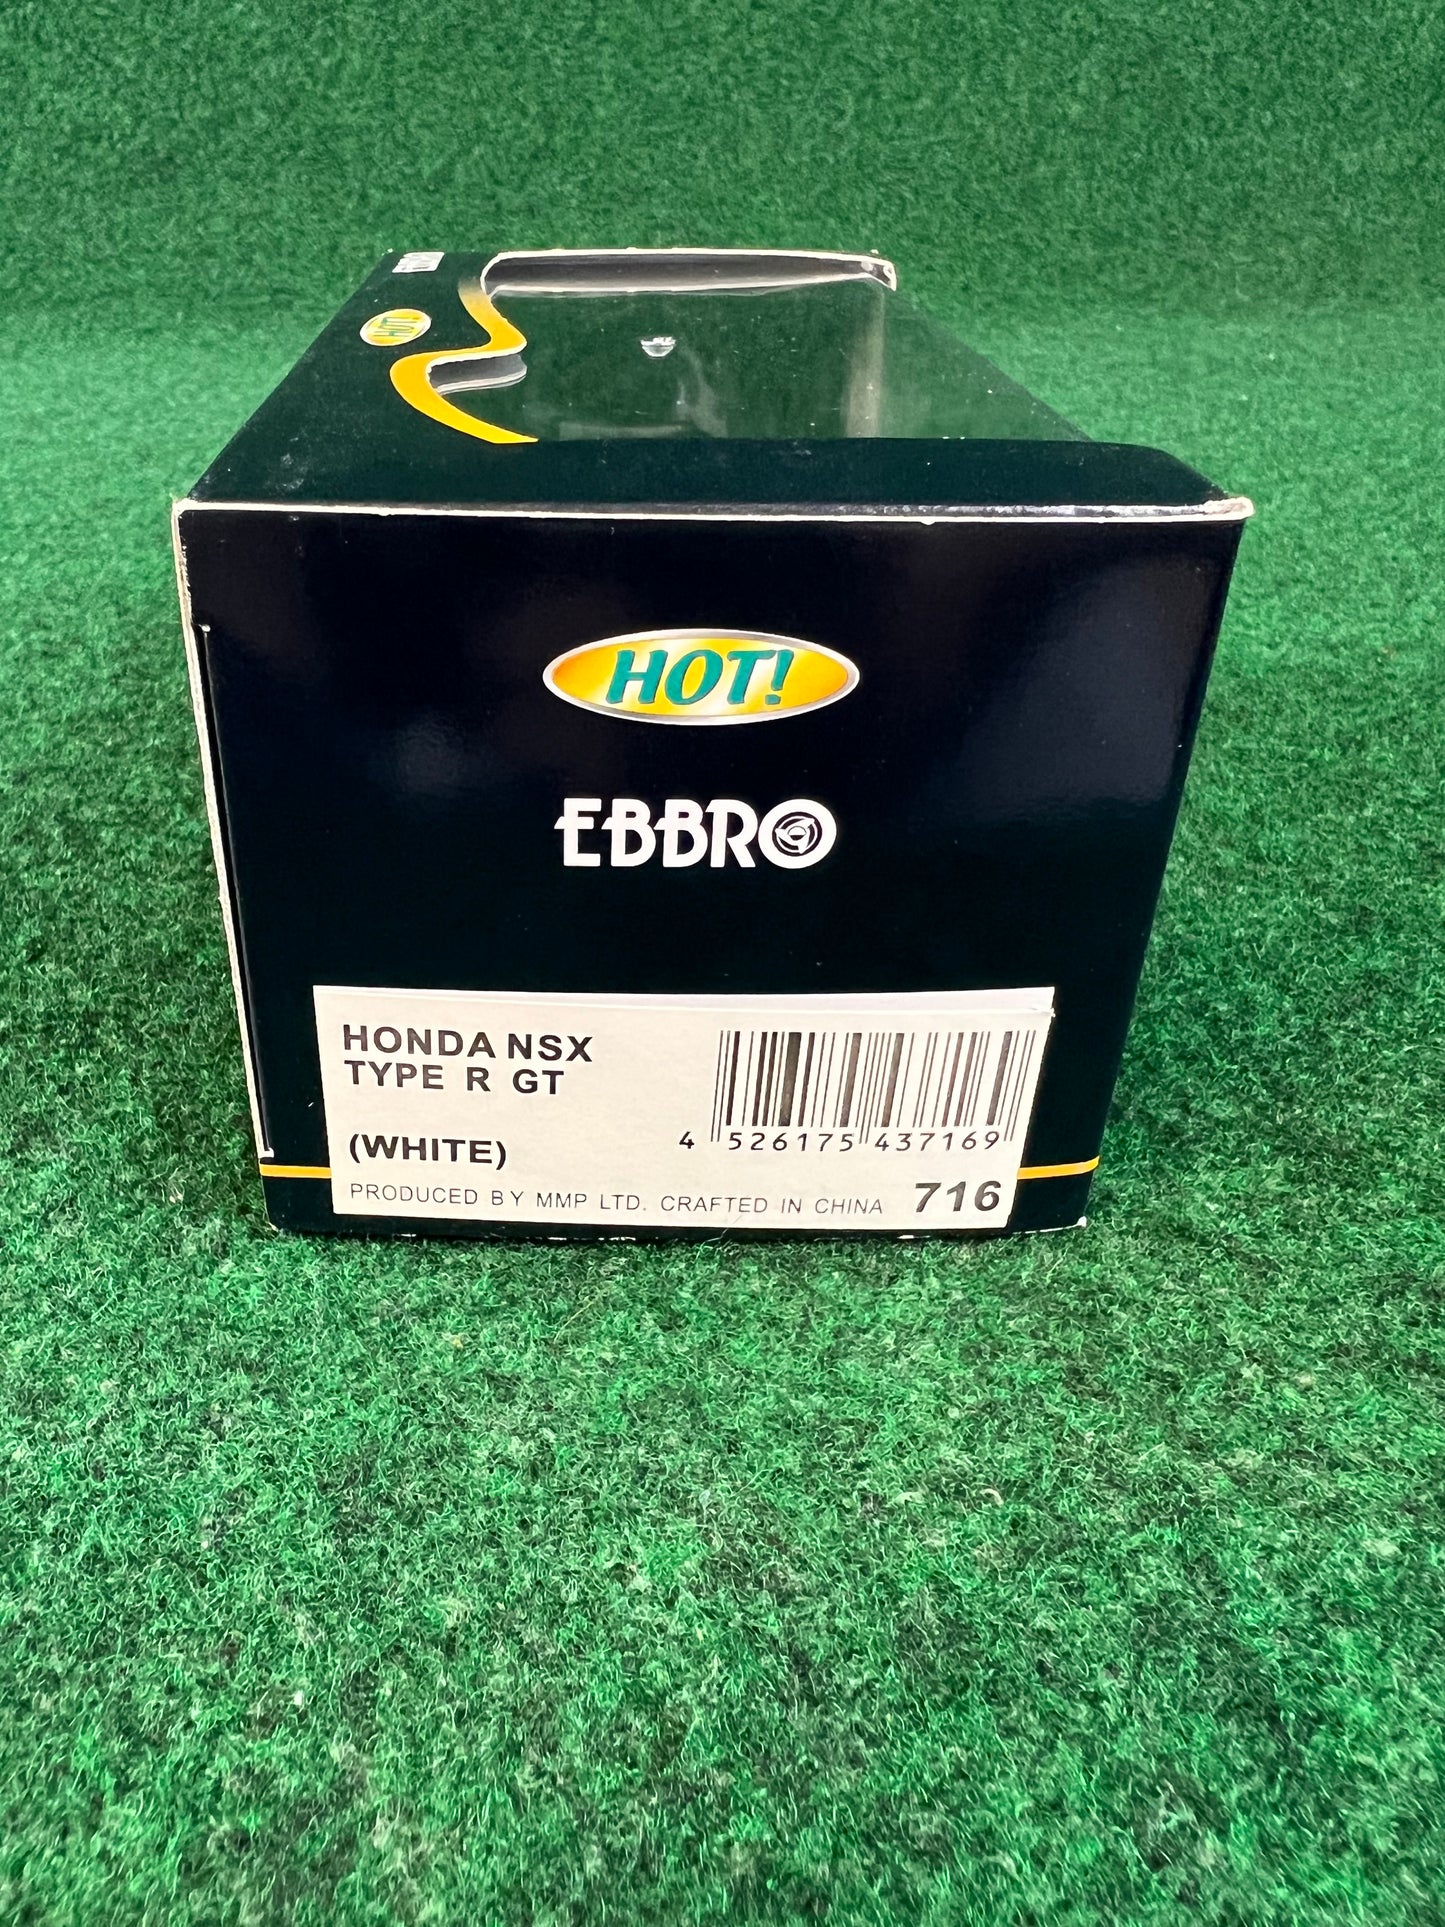 HOT!
HOT!
EBBRO
HONDA NSX
TYPE R GT
(WHITE)
4 526175 437169
PRODUCED BY MMP LTD. CRAFTED IN CHINA 716